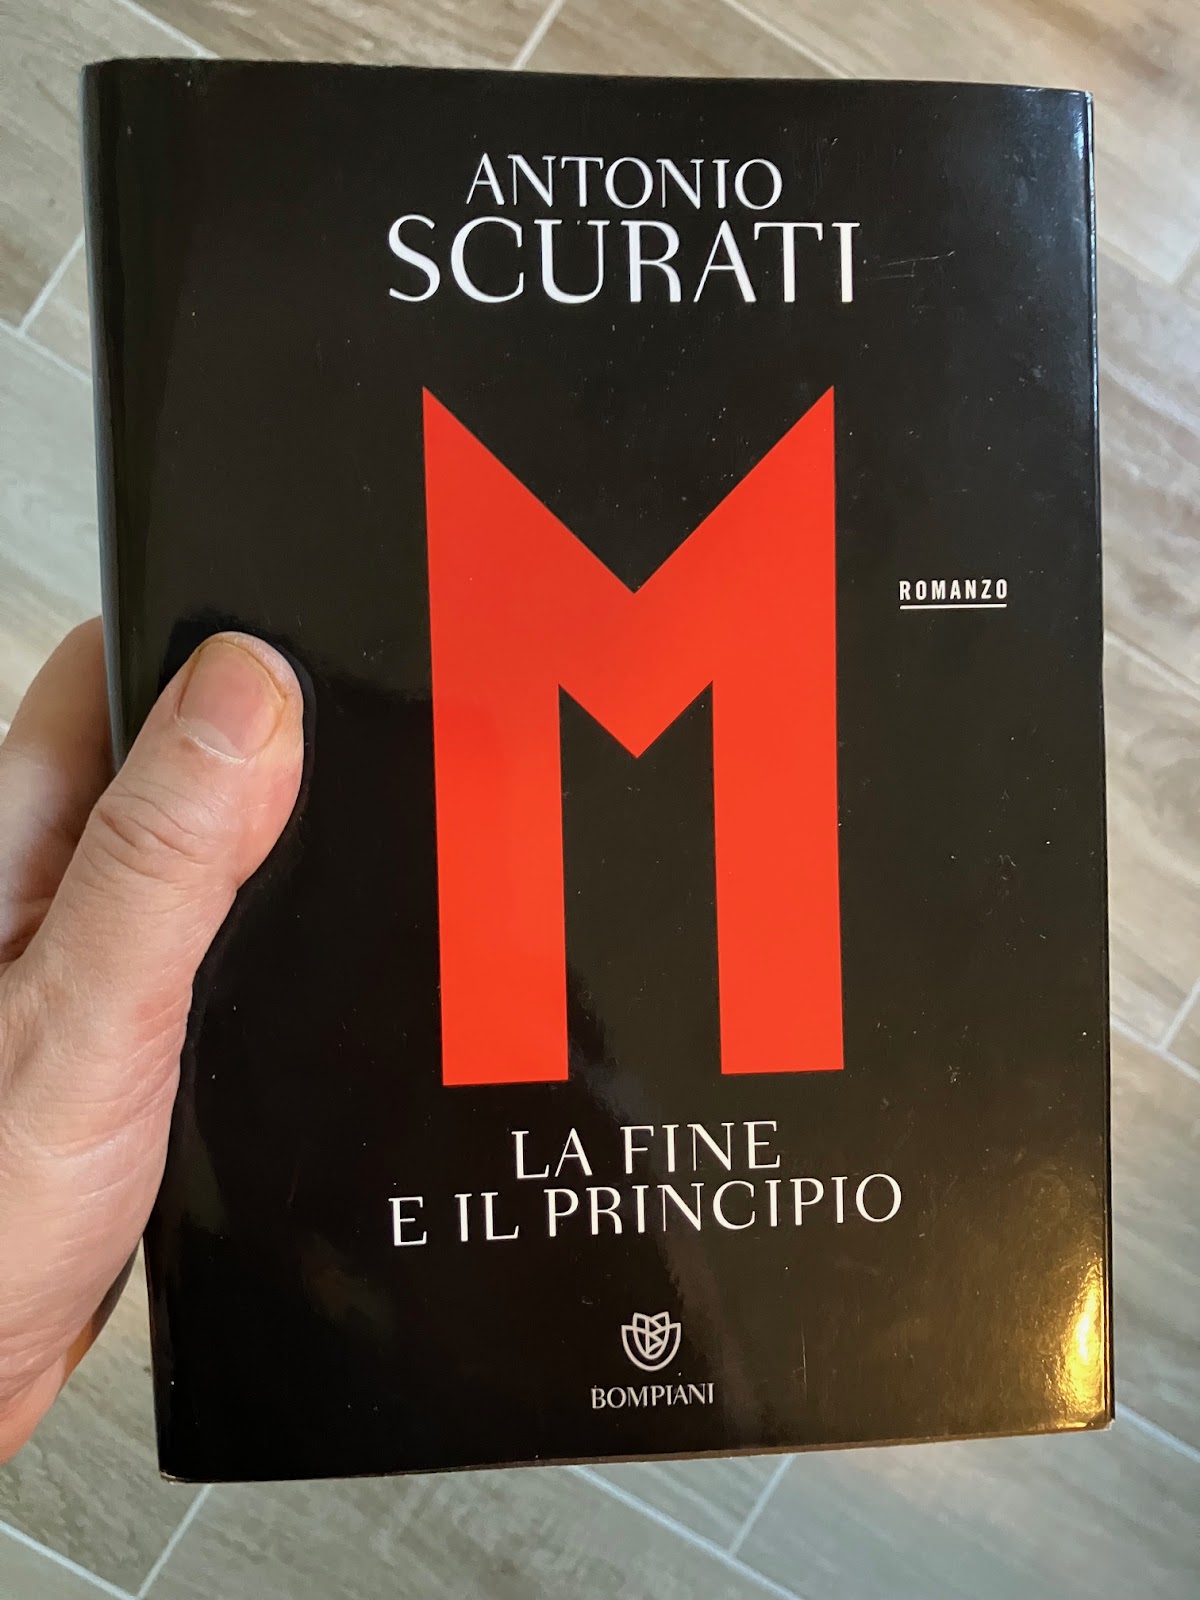 ANTONIO
SCURATI
M
ROMANZO
LA FINE
E IL PRINCIPIO
BOMPIANI